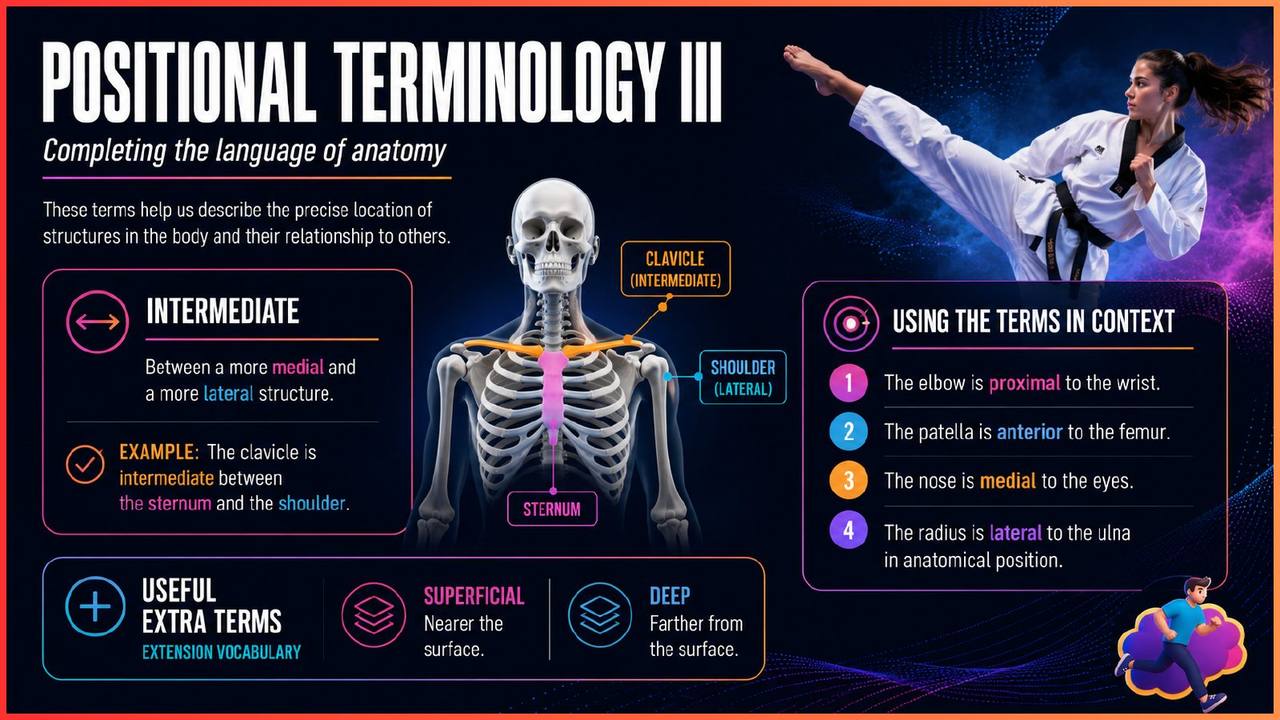 POSITIONAL TERMINOLOGY III
Completing the language of anatomy
These terms help us describe the precise location of
structures in the body and their relationship to others.
INTERMEDIATE
Between a more medial and
a more lateral structure.
EXAMPLE: The clavicle is
intermediate between
the sternum and the shoulder.
CLAVICLE
(INTERMEDIATE)
SHOULDER
(LATERAL)
STERNUM
USING THE TERMS IN CONTEXT
1 The elbow is proximal to the wrist.
2 The patella is anterior to the femur.
3 The nose is medial to the eyes.
4 The radius is lateral to the ulna
in anatomical position.
USEFUL
EXTRA TERMS
EXTENSION VOCABULARY
SUPERFICIAL
Nearer the
surface.
DEEP
Farther from
the surface.